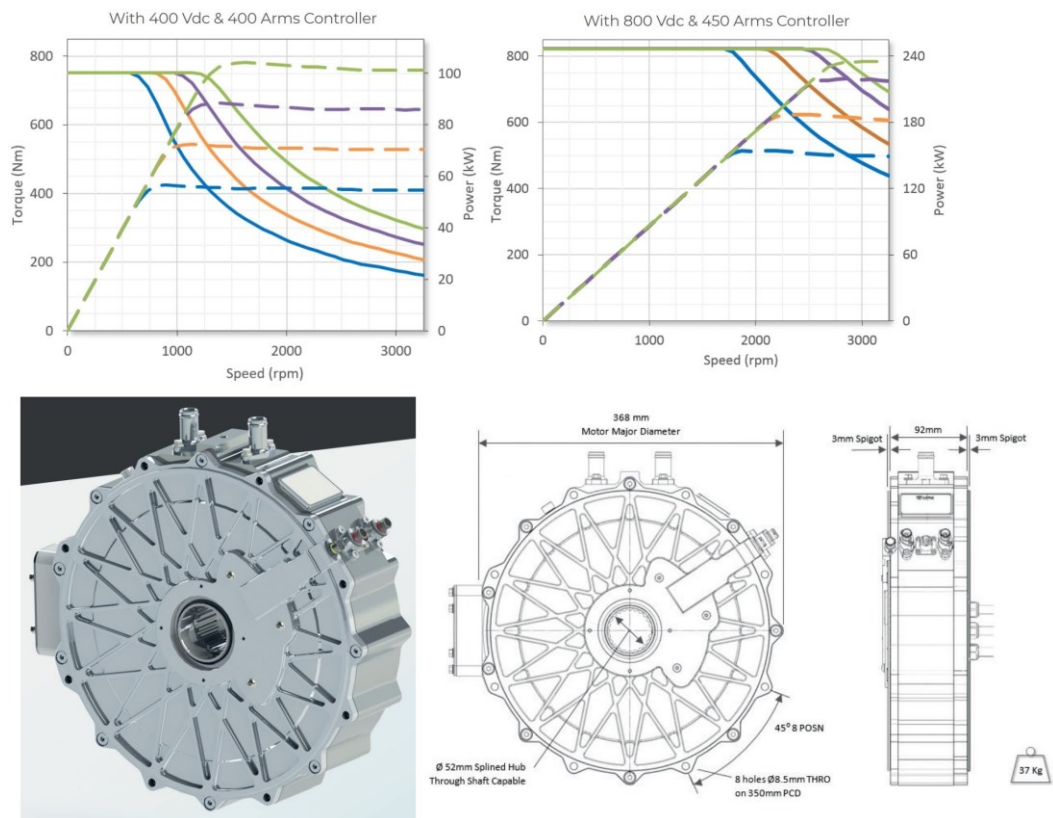 With 400 Vdc & 400 Arms Controller
Torque (Nm)
800
600
400
200
0
Power (kW)
100
80
60
40
20
0
0 1000 2000 3000
Speed (rpm)
With 800 Vdc & 450 Arms Controller
Torque (Nm)
800
600
400
200
0
Power (kW)
240
180
120
60
0
0 1000 2000 3000
Speed (rpm)
368 mm
Motor Major Diameter
Ø 52mm Splined Hub
Through Shaft Capable
45° 8 POSN
8 holes Ø8.5mm THRO
on 350mm PCD
92mm
3mm Spigot
3mm Spigot
37 Kg